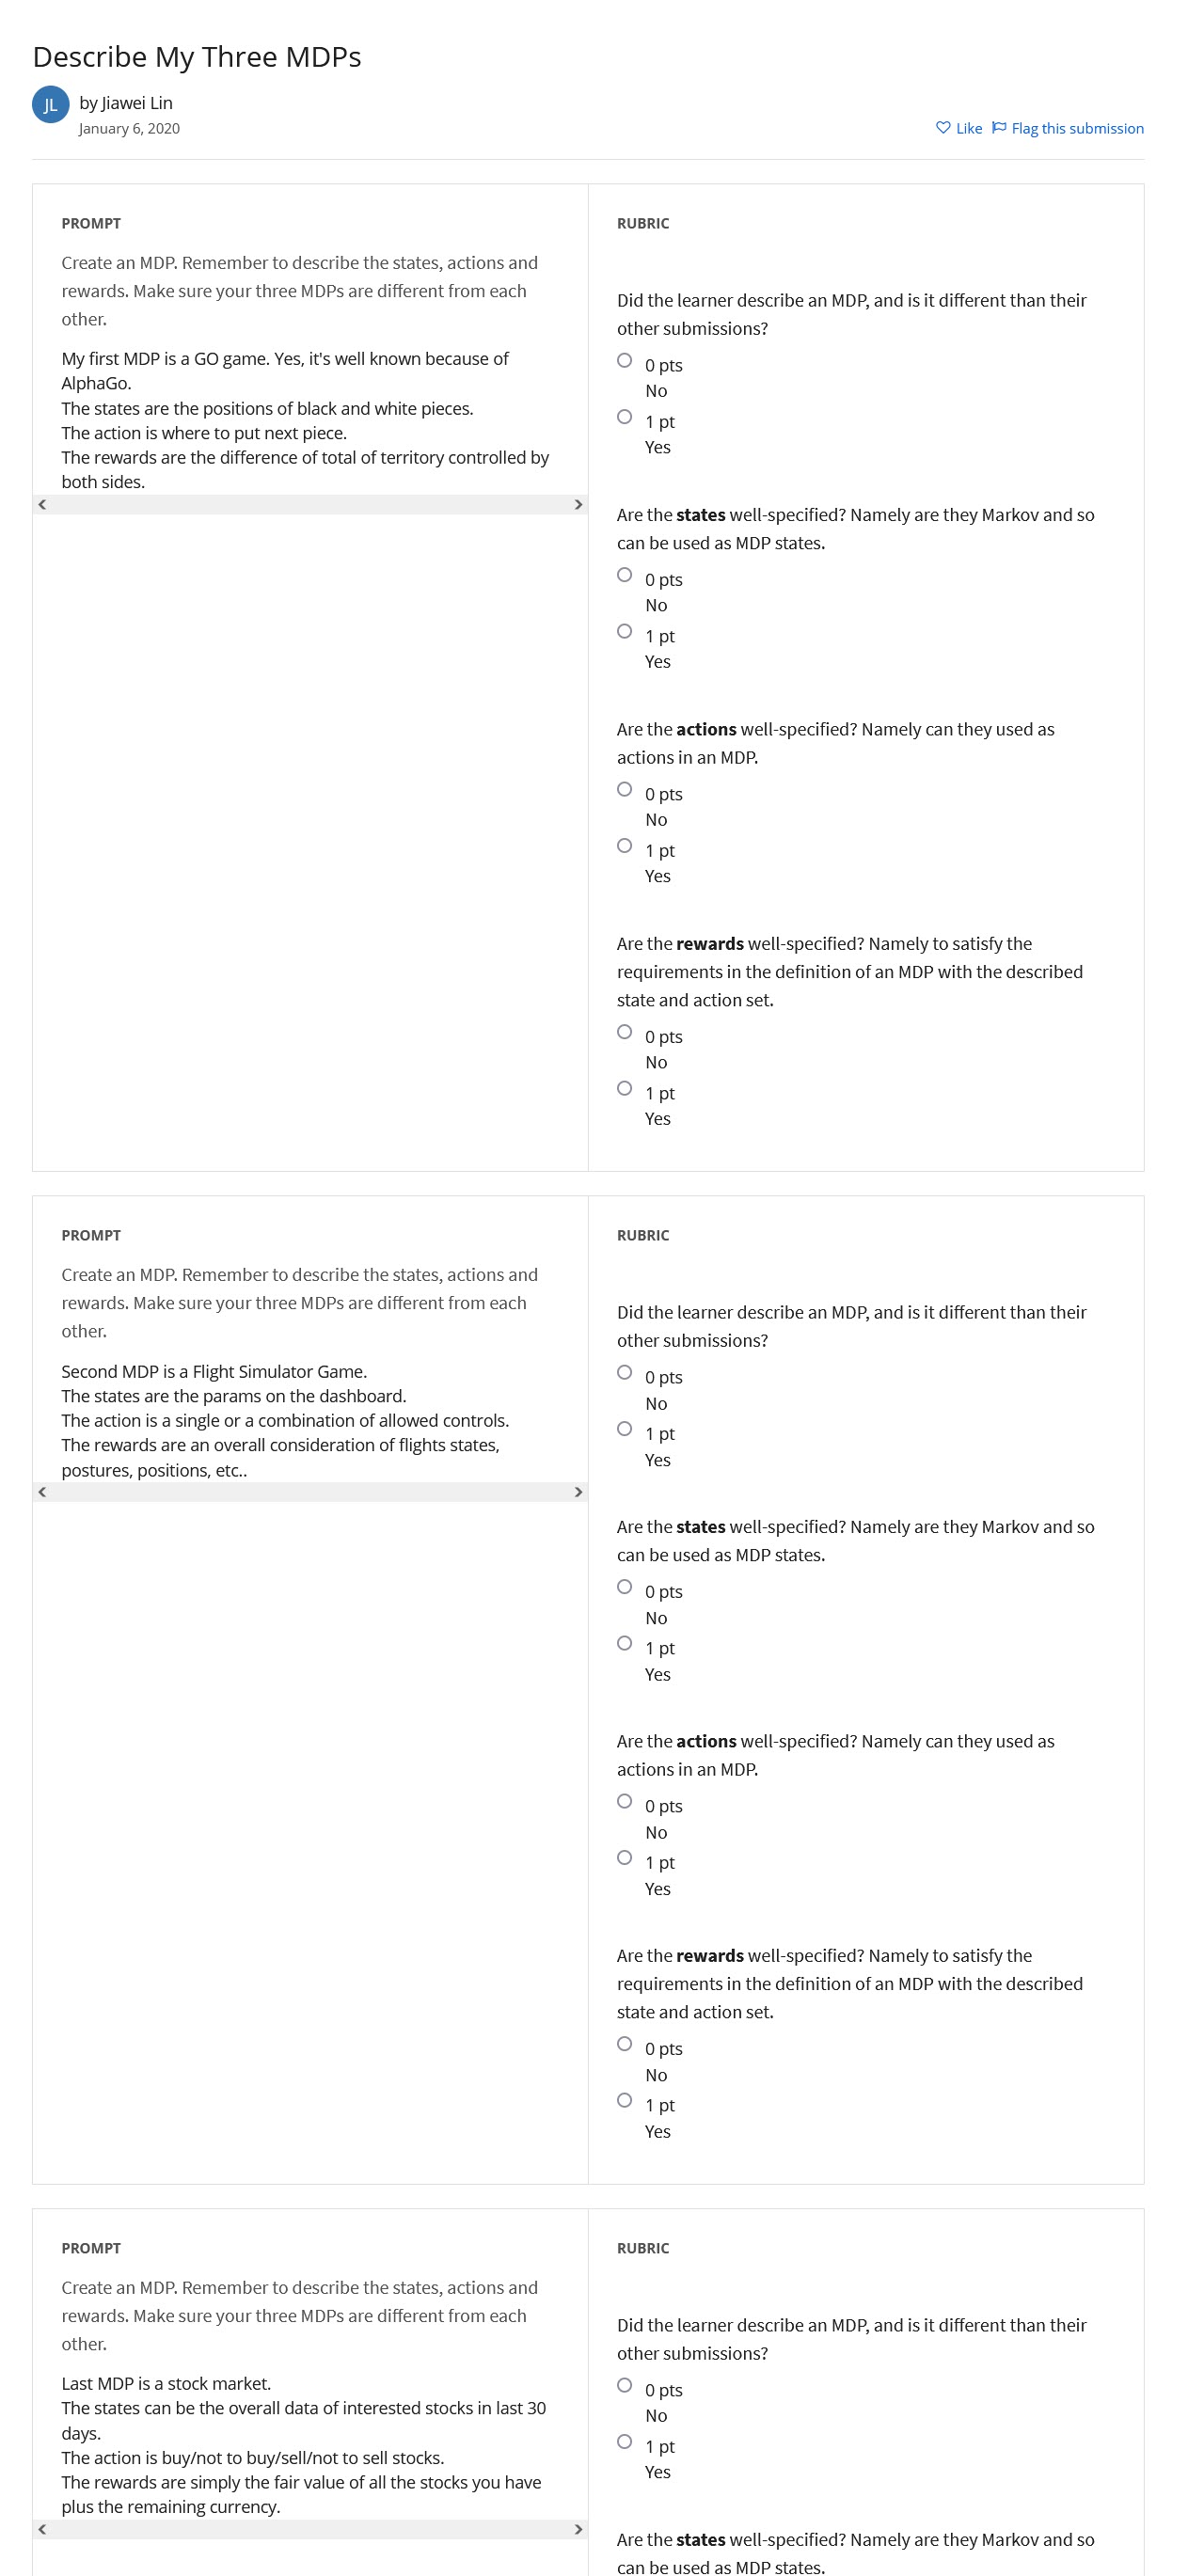 Describe My Three MDPs
JL
by Jiawei Lin
January 6, 2020
Like
Flag this submission
PROMPT
Create an MDP. Remember to describe the states, actions and
rewards. Make sure your three MDPs are different from each
other.
My first MDP is a GO game. Yes, it's well known because of
AlphaGo.
The states are the positions of black and white pieces.
The action is where to put next piece.
The rewards are the difference of total of territory controlled by
both sides.
RUBRIC
Did the learner describe an MDP, and is it different than their
other submissions?
0 pts
No
1 pt
Yes
Are the states well-specified? Namely are they Markov and so
can be used as MDP states.
0 pts
No
1 pt
Yes
Are the actions well-specified? Namely can they used as
actions in an MDP.
0 pts
No
1 pt
Yes
Are the rewards well-specified? Namely to satisfy the
requirements in the definition of an MDP with the described
state and action set.
0 pts
No
1 pt
Yes
PROMPT
Create an MDP. Remember to describe the states, actions and
rewards. Make sure your three MDPs are different from each
other.
Second MDP is a Flight Simulator Game.
The states are the params on the dashboard.
The action is a single or a combination of allowed controls.
The rewards are an overall consideration of flights states,
postures, positions, etc..
RUBRIC
Did the learner describe an MDP, and is it different than their
other submissions?
0 pts
No
1 pt
Yes
Are the states well-specified? Namely are they Markov and so
can be used as MDP states.
0 pts
No
1 pt
Yes
Are the actions well-specified? Namely can they used as
actions in an MDP.
0 pts
No
1 pt
Yes
Are the rewards well-specified? Namely to satisfy the
requirements in the definition of an MDP with the described
state and action set.
0 pts
No
1 pt
Yes
PROMPT
Create an MDP. Remember to describe the states, actions and
rewards. Make sure your three MDPs are different from each
other.
Last MDP is a stock market.
The states can be the overall data of interested stocks in last 30
days.
The action is buy/not to buy/sell/not to sell stocks.
The rewards are simply the fair value of all the stocks you have
plus the remaining currency.
RUBRIC
Did the learner describe an MDP, and is it different than their
other submissions?
0 pts
No
1 pt
Yes
Are the states well-specified? Namely are they Markov and so
can be used as MDP states.